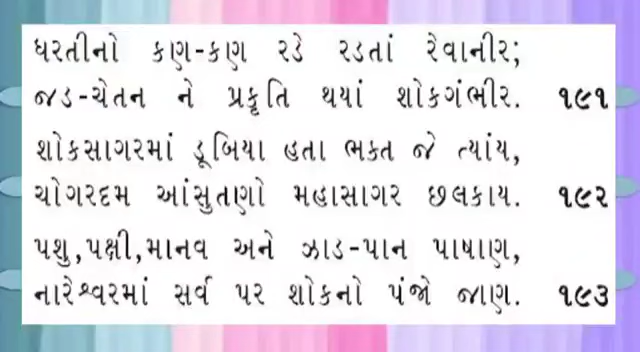 ધરતીનો કણ-કણ રડે રડતાં રેવાનીર;
જડ-ચેતન ને પ્રકૃતિ થયાં શોકગંભીર. ૧૯૧
શોકસાગરમાં ડૂબિયા હતા ભક્ત જે ત્યાંય,
ચોગરદમ આંસુતણો મહાસાગર છલકાય. ૧૯૨
પશુ,પક્ષી,માનવ અને ઝાડ-પાન પાષાણ,
નારેશ્વરમાં સર્વ પર શોકનો પંજો જાણ. ૧૯૩